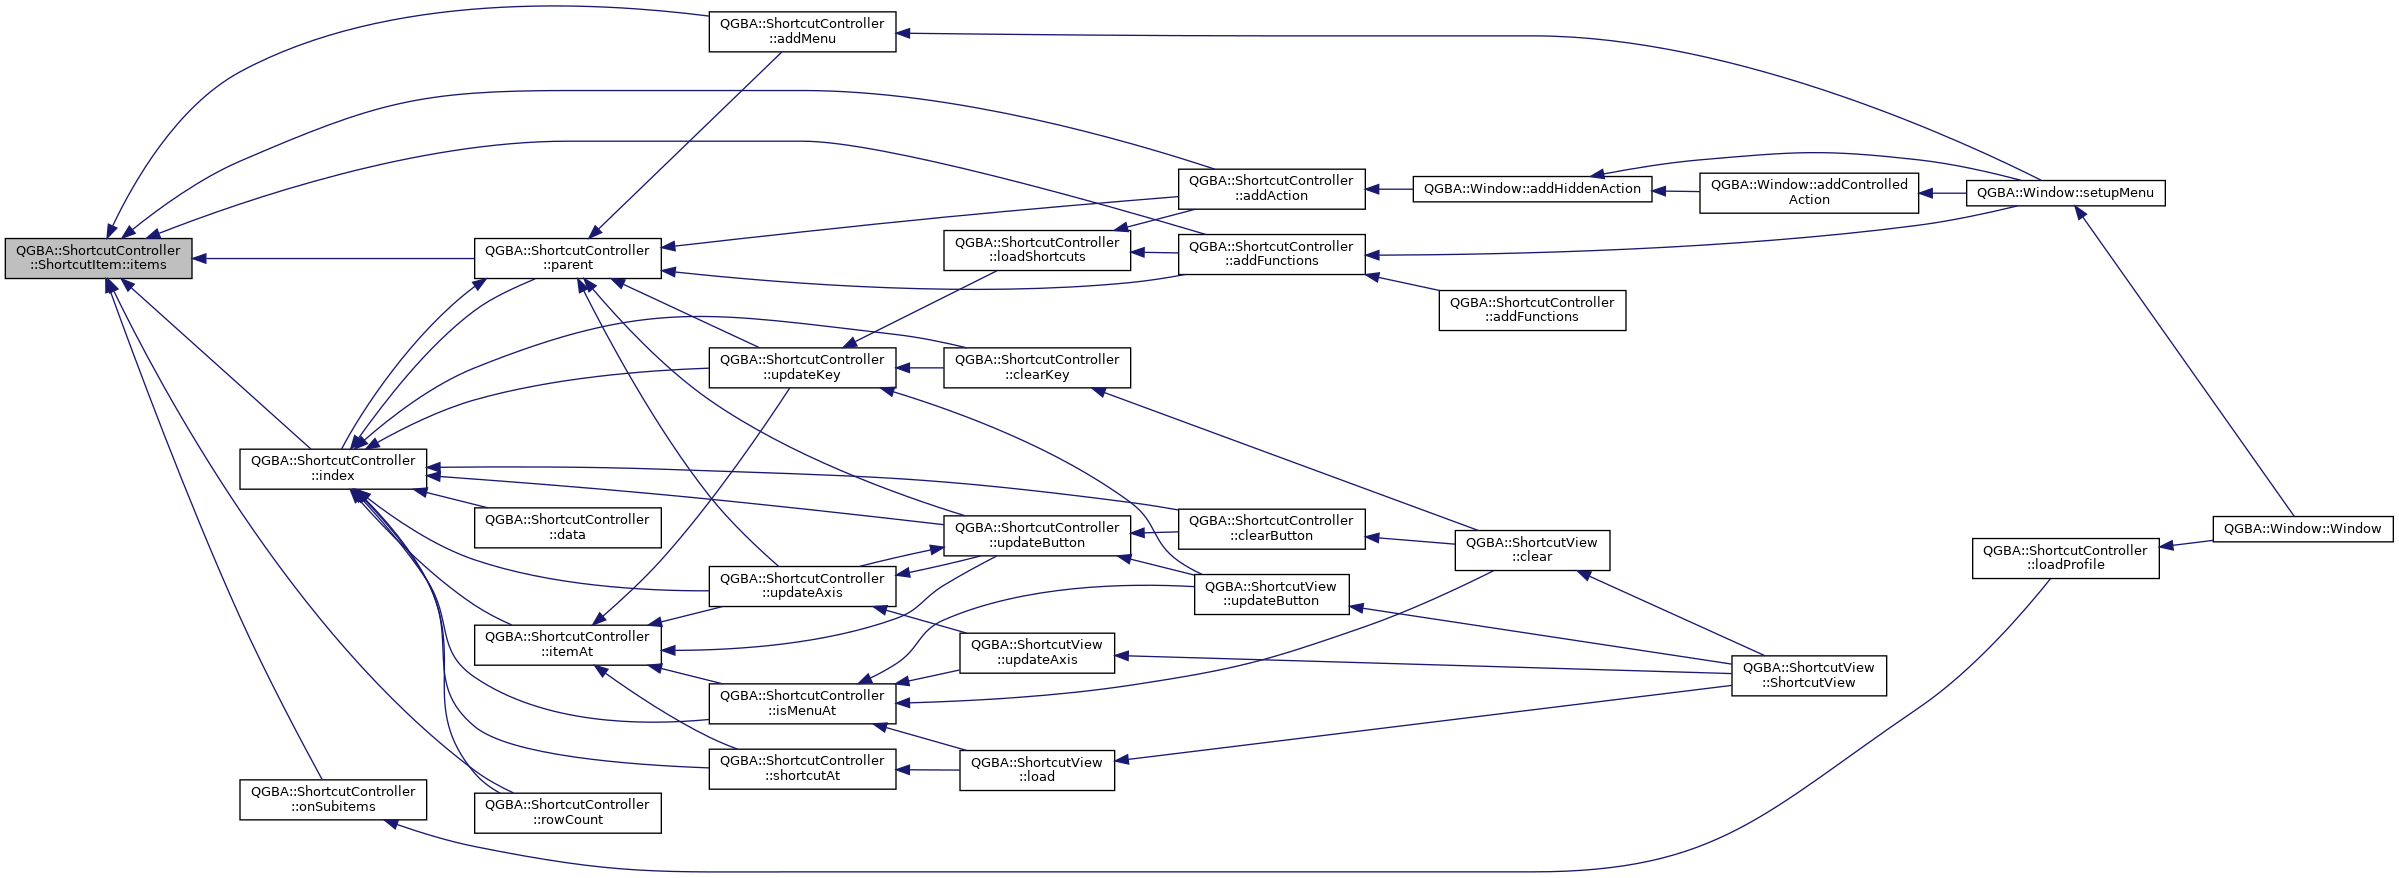 QGBA::ShortcutController
::addMenu
QGBA::ShortcutController
::addAction
QGBA::Window::addHiddenAction
QGBA::Window::addControlled
Action
QGBA::Window::setupMenu
QGBA::ShortcutController
::ShortcutItem::items
QGBA::ShortcutController
::parent
QGBA::ShortcutController
::loadShortcuts
QGBA::ShortcutController
::addFunctions
QGBA::ShortcutController
::addFunctions
QGBA::ShortcutController
::updateKey
QGBA::ShortcutController
::clearKey
QGBA::ShortcutController
::index
QGBA::ShortcutController
::data
QGBA::ShortcutController
::updateButton
QGBA::ShortcutController
::clearButton
QGBA::ShortcutView
::clear
QGBA::ShortcutController
::loadProfile
QGBA::Window::Window
QGBA::ShortcutController
::updateAxis
QGBA::ShortcutView
::updateButton
QGBA::ShortcutController
::itemAt
QGBA::ShortcutView
::updateAxis
QGBA::ShortcutView
::ShortcutView
QGBA::ShortcutController
::isMenuAt
QGBA::ShortcutController
::shortcutAt
QGBA::ShortcutView
::load
QGBA::ShortcutController
::onSubitems
QGBA::ShortcutController
::rowCount